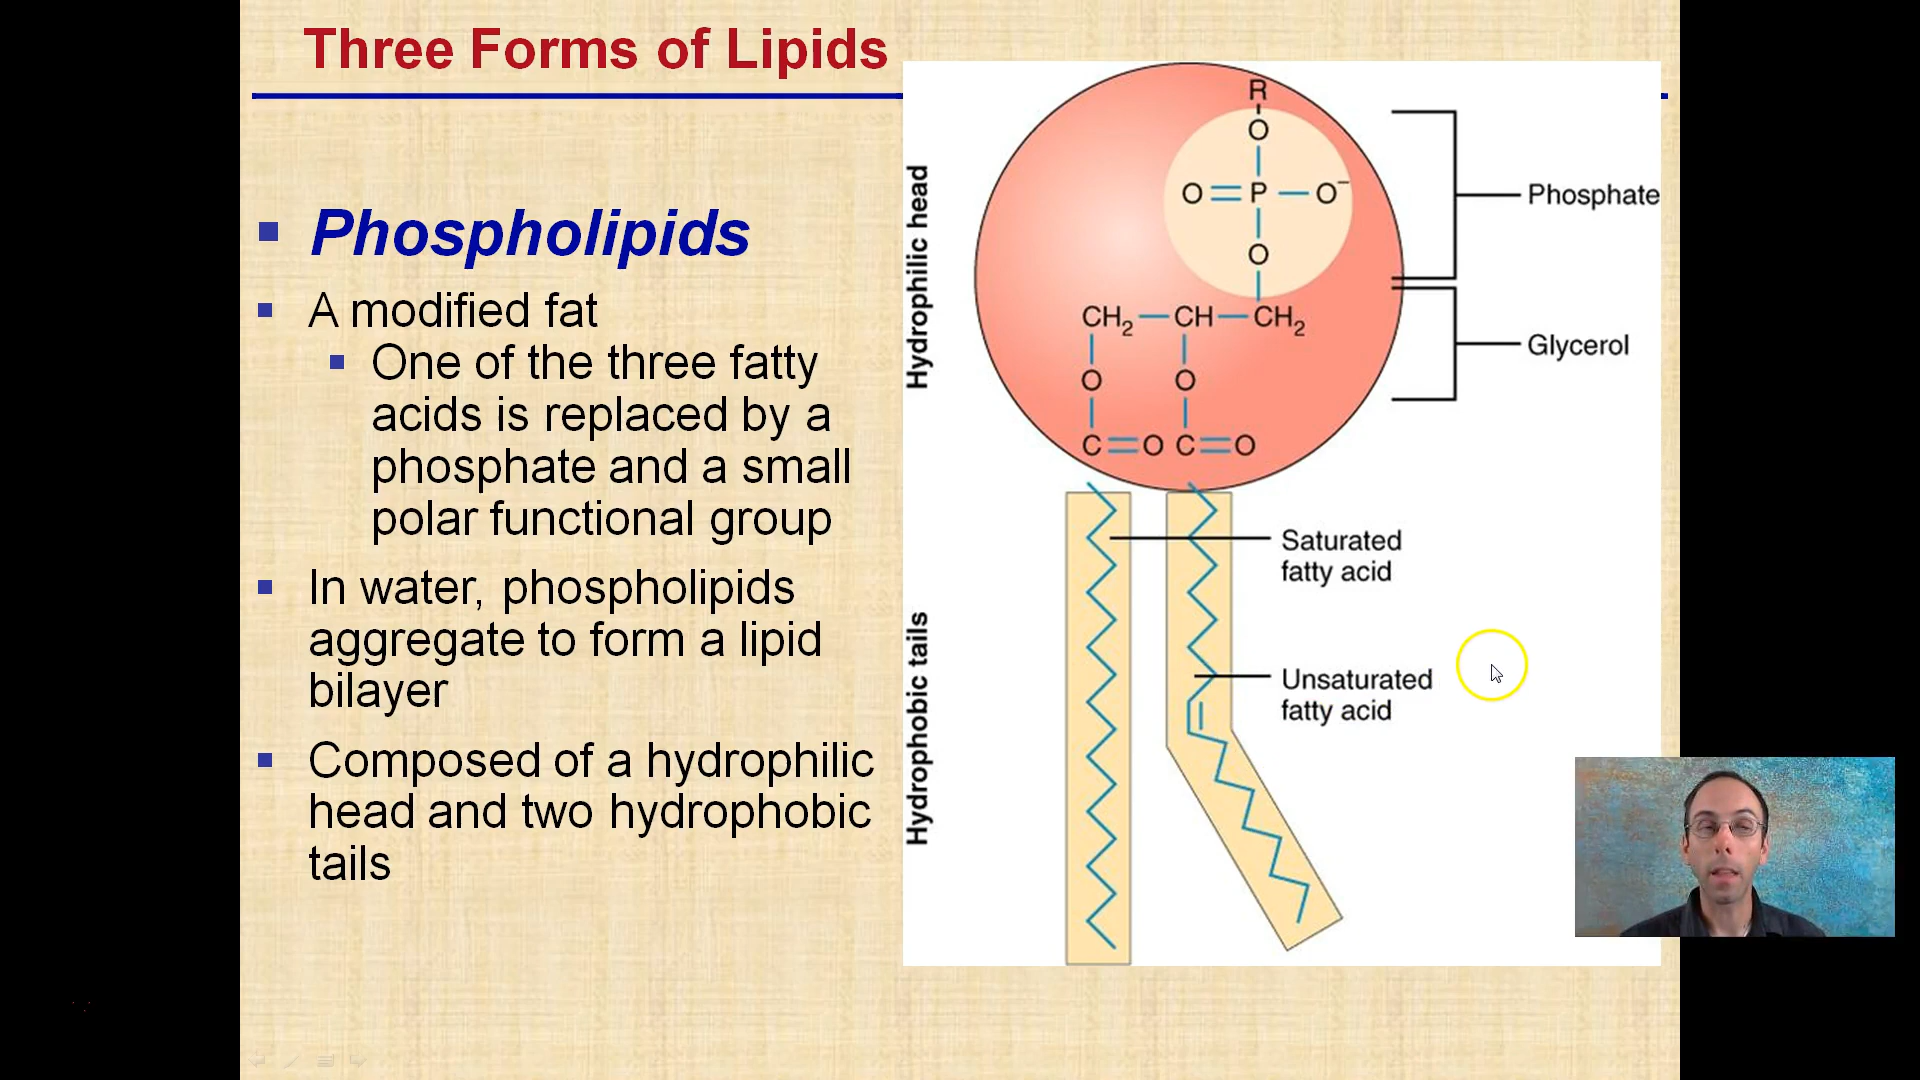 Three Forms of Lipids
Phospholipids
A modified fat
One of the three fatty
acids is replaced by a
phosphate and a small
polar functional group
In water, phospholipids
aggregate to form a lipid
bilayer
Composed of a hydrophilic
head and two hydrophobic
tails
Hydrophilic head
Hydrophobic tails
R
O
O=P-O⁻
O
CH₂-CH-CH₂
O O
C=O C=O
Phosphate
Glycerol
Saturated
fatty acid
Unsaturated
fatty acid